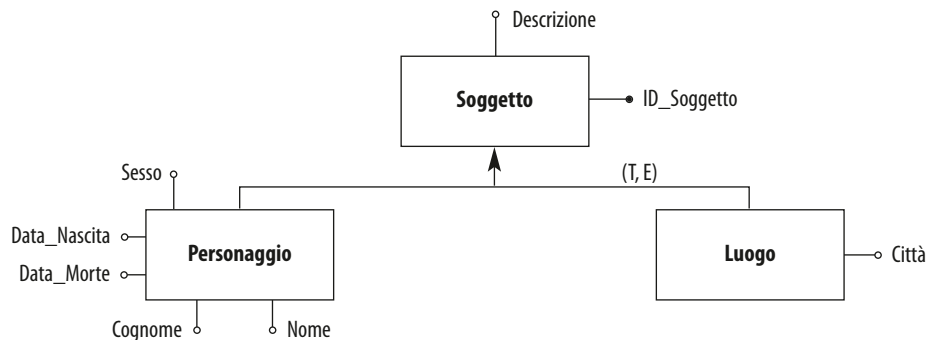 Descrizione
Soggetto
ID_Soggetto
(T, E)
Sesso
Data_Nascita
Personaggio
Luogo
Città
Data_Morte
Cognome
Nome